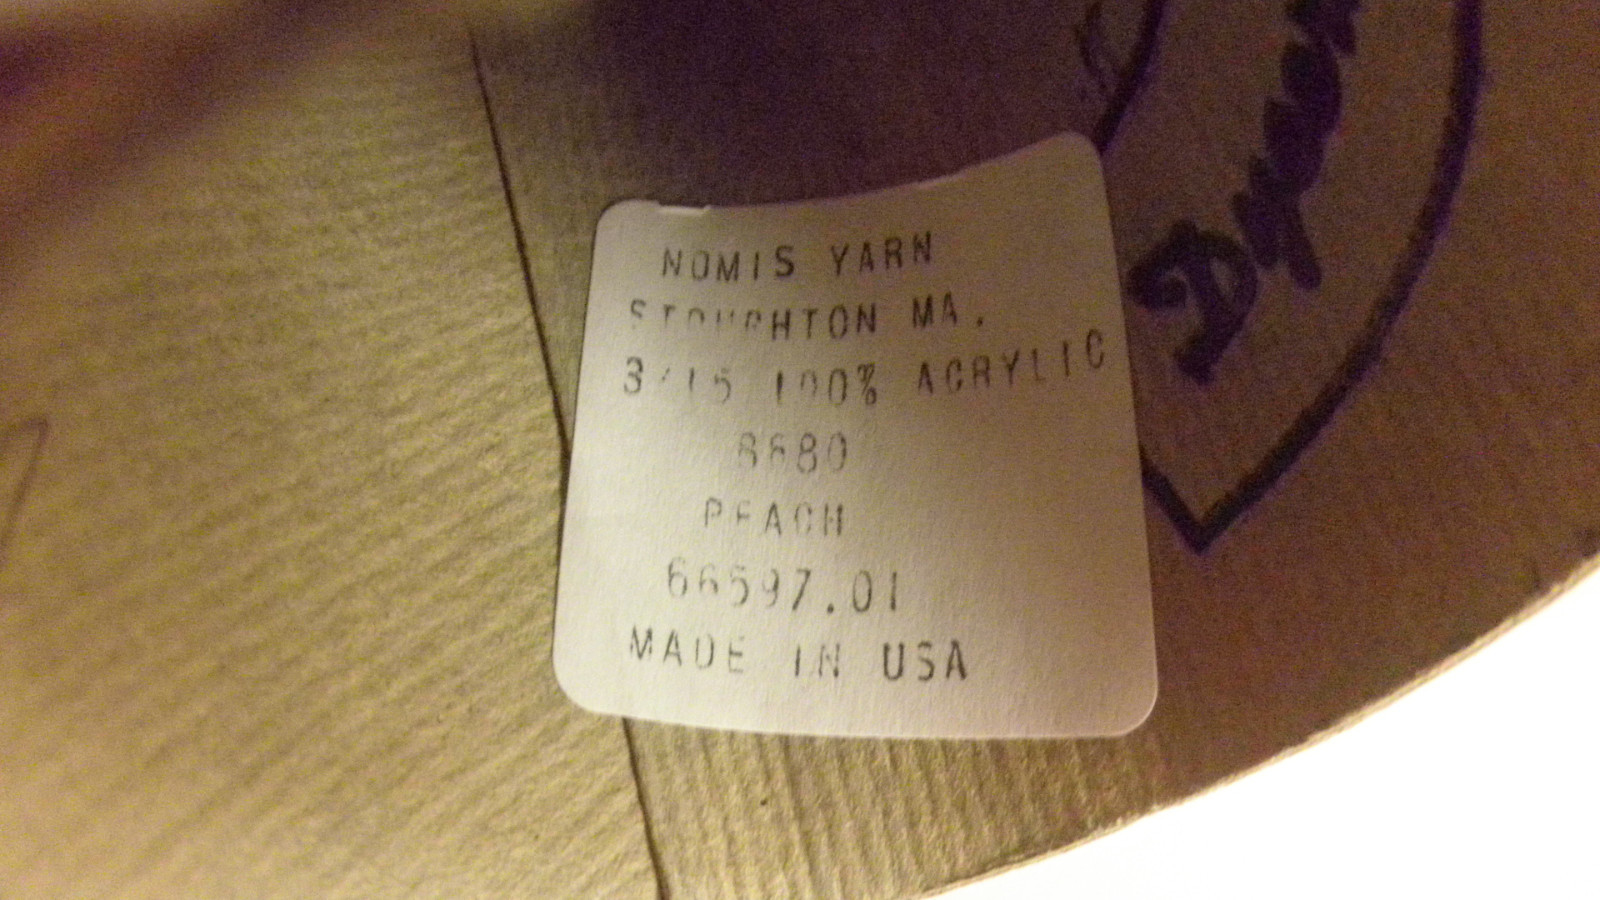 NOMIS YARN
STOUGHTON MA.
3/15 100% ACRYLIC
8680
PEACH
66597.01
MADE IN USA